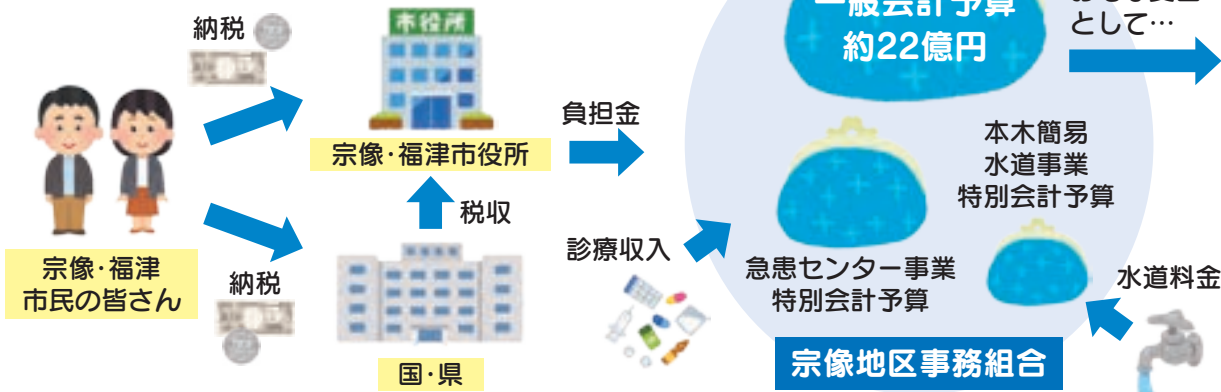 納税
市役所
宗像・福津市役所
宗像・福津
市民の皆さん
納税
税収
国・県
負担金
一般会計予算
約22億円
として…
本木簡易
水道事業
特別会計予算
診療収入
急患センター事業
特別会計予算
水道料金
宗像地区事務組合